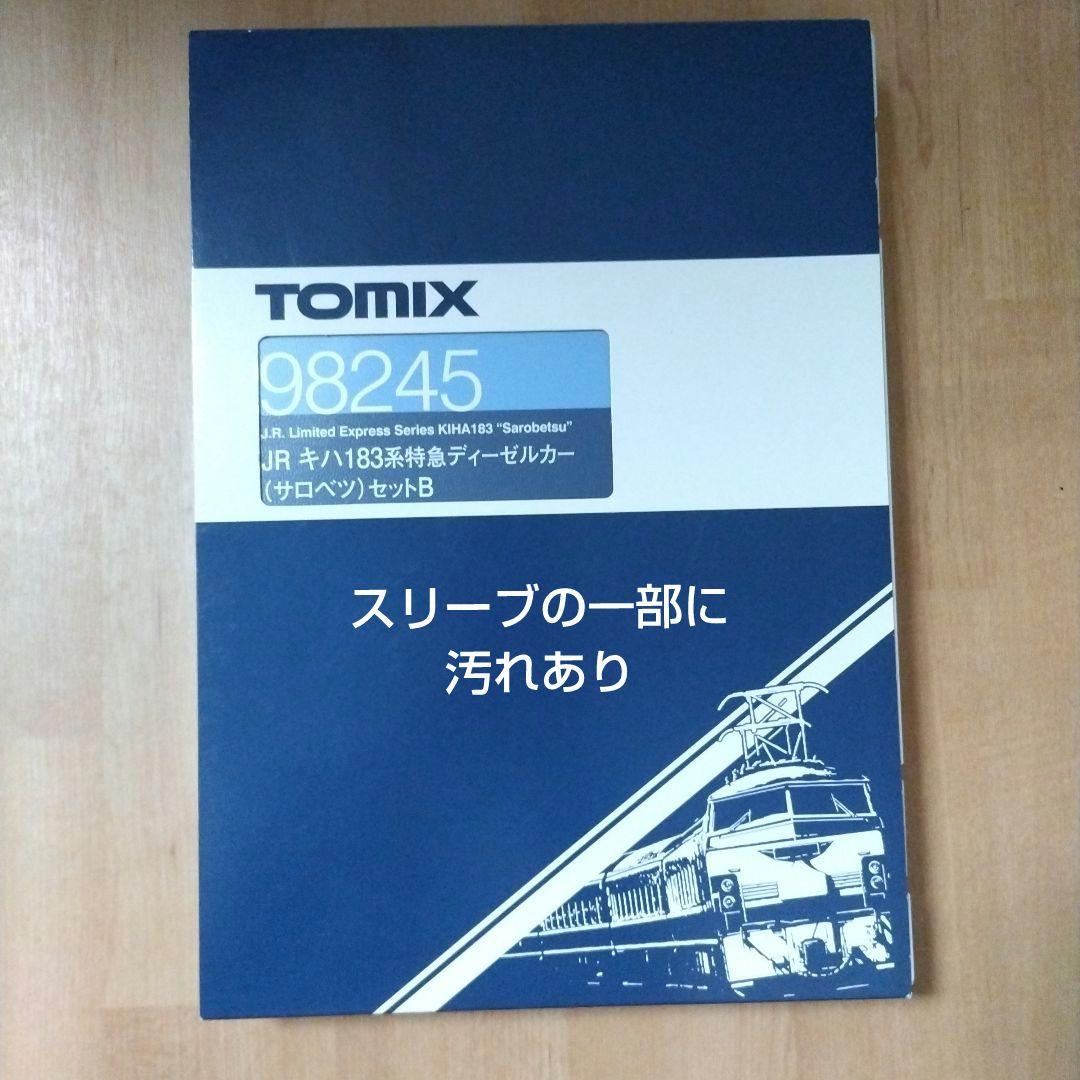 TOMIX
98245
J.R. Limited Express Series KIHA183 “Sarobetsu”
JR キハ183系特急ディーゼルカー
（サロベツ）セットB
スリーブの一部に
汚れあり